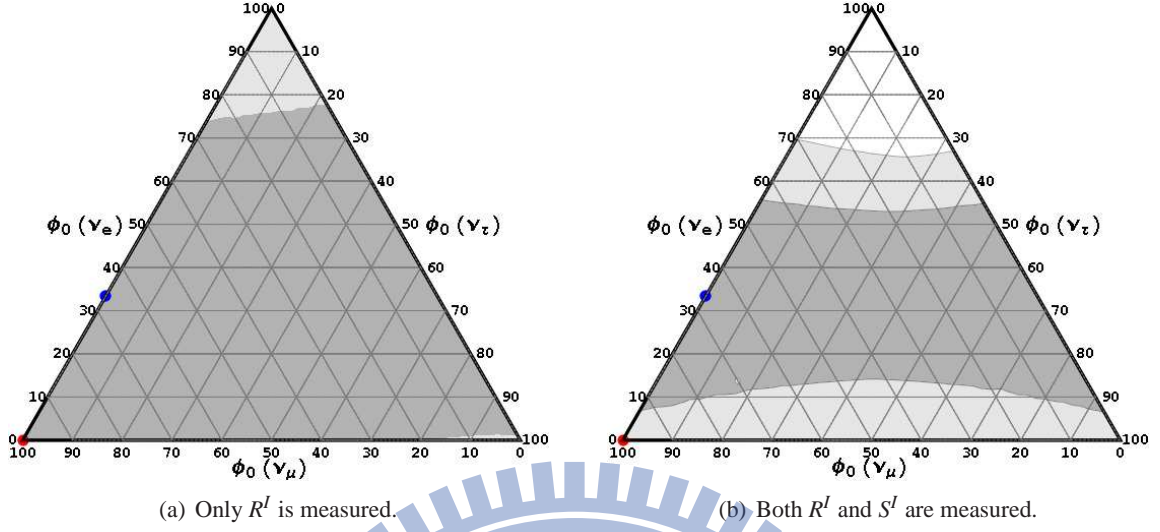 100 0 100 0
90 10 90 10
80 20 80 20
70 30 70 30
60 40 60 40
ϕ₀ (νₑ) 50 50 ϕ₀ (ν_τ) ϕ₀ (νₑ) 50 50 ϕ₀ (ν_τ)
40 60 40 60
30 70 30 70
20 80 20 80
10 90 10 90
0 100 0 100
100 90 80 70 60 50 40 30 20 10 0 100 90 80 70 60 50 40 30 20 10 0
ϕ₀ (ν_μ) ϕ₀ (ν_μ)
(a) Only R^I is measured. (b) Both R^I and S^I are measured.